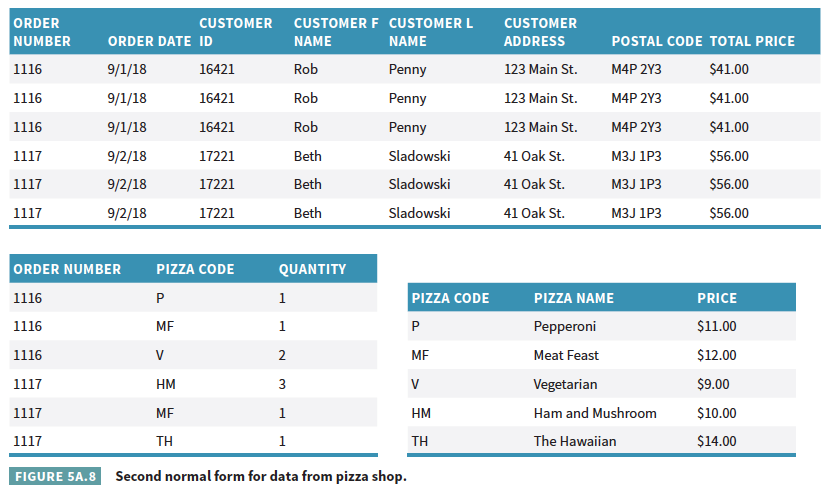 ORDER NUMBER ORDER DATE CUSTOMER ID CUSTOMER F NAME CUSTOMER L NAME CUSTOMER ADDRESS POSTAL CODE TOTAL PRICE
1116 9/1/18 16421 Rob Penny 123 Main St. M4P 2Y3 $41.00
1116 9/1/18 16421 Rob Penny 123 Main St. M4P 2Y3 $41.00
1116 9/1/18 16421 Rob Penny 123 Main St. M4P 2Y3 $41.00
1117 9/2/18 17221 Beth Sladowski 41 Oak St. M3J 1P3 $56.00
1117 9/2/18 17221 Beth Sladowski 41 Oak St. M3J 1P3 $56.00
1117 9/2/18 17221 Beth Sladowski 41 Oak St. M3J 1P3 $56.00
ORDER NUMBER PIZZA CODE QUANTITY
1116 P 1
1116 MF 1
1116 V 2
1117 HM 3
1117 MF 1
1117 TH 1
PIZZA CODE PIZZA NAME PRICE
P Pepperoni $11.00
MF Meat Feast $12.00
V Vegetarian $9.00
HM Ham and Mushroom $10.00
TH The Hawaiian $14.00
FIGURE 5A.8 Second normal form for data from pizza shop.